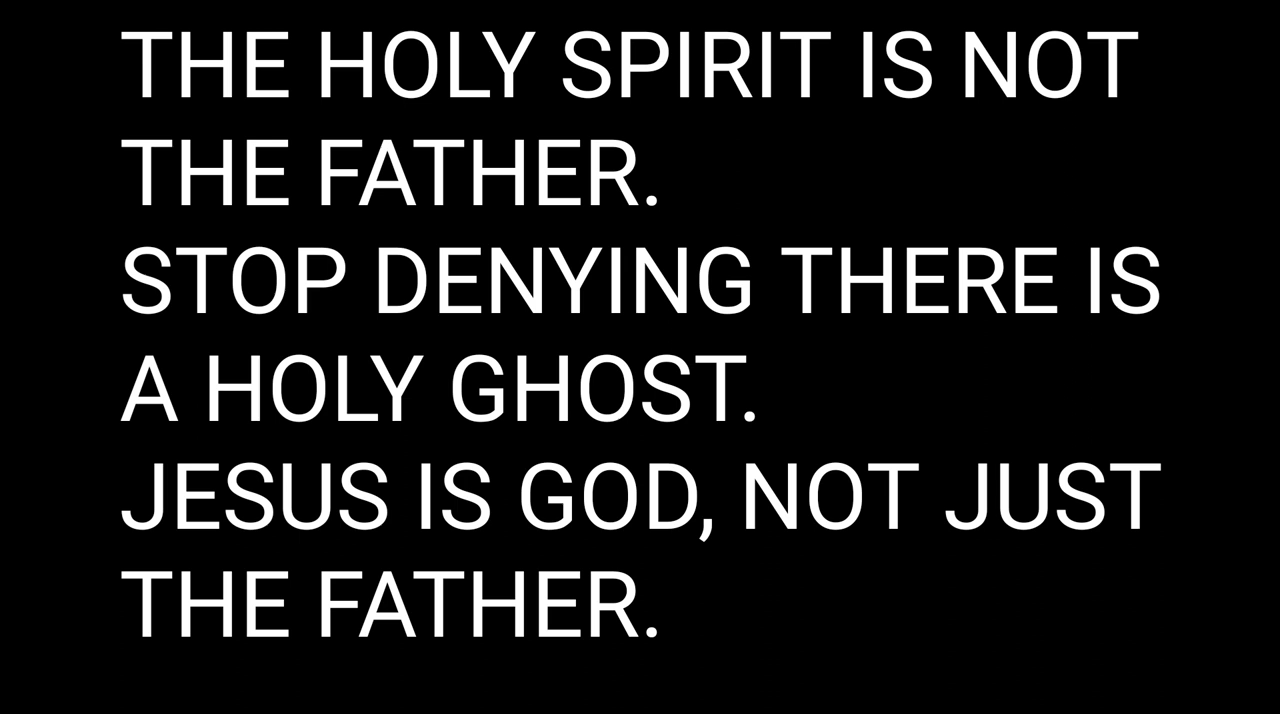 THE HOLY SPIRIT IS NOT
THE FATHER.
STOP DENYING THERE IS
A HOLY GHOST.
JESUS IS GOD, NOT JUST
THE FATHER.